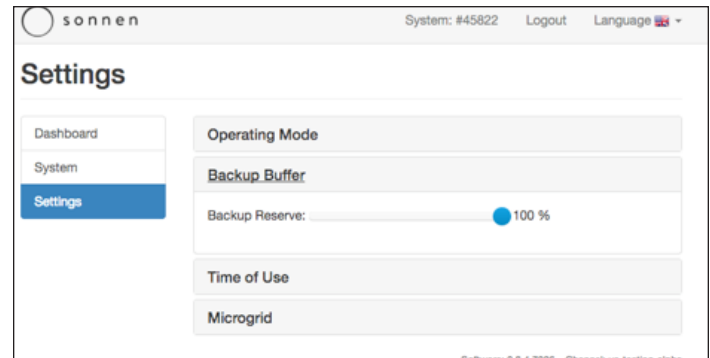 sonnen System: #45822 Logout Language
Settings
Dashboard
System
Settings
Operating Mode
Backup Buffer
Backup Reserve: 100 %
Time of Use
Microgrid